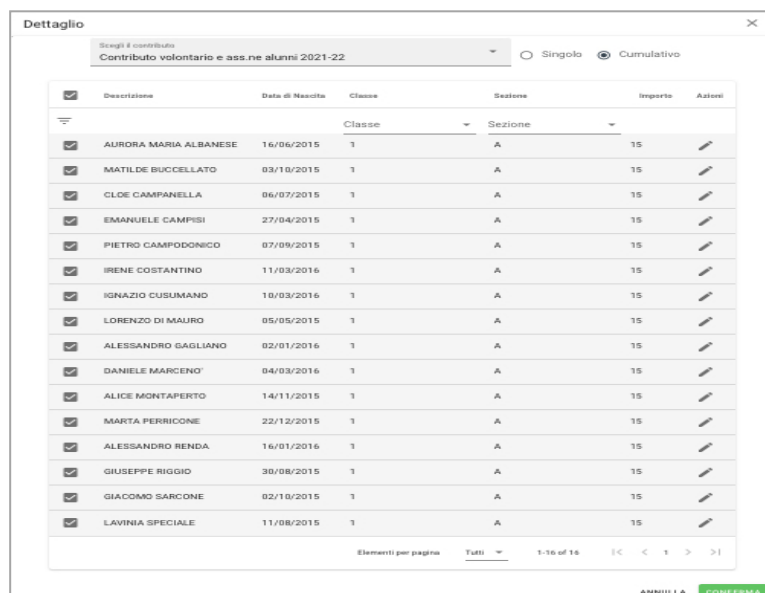 Dettaglio
Scegli il contributo
Contributo volontario e ass.ne alunni 2021-22
Singolo Cumulativo
Descrizione Data di Nascita Classe Sezione Importo Azioni
Classe Sezione
AURORA MARIA ALBANESE 16/06/2015 1 A 15
MATILDE BUCCELLATO 03/10/2015 1 A 15
CLOE CAMPANELLA 06/07/2015 1 A 15
EMANUELE CAMPISI 27/04/2015 1 A 15
PIETRO CAMPODONICO 07/09/2015 1 A 15
IRENE COSTANTINO 11/03/2016 1 A 15
IGNAZIO CUSUMANO 10/03/2016 1 A 15
LORENZO DI MAURO 05/05/2015 1 A 15
ALESSANDRO GAGLIANO 02/01/2016 1 A 15
DANIELE MARCENO' 04/03/2016 1 A 15
ALICE MONTAPERTO 14/11/2015 1 A 15
MARTA PERRICONE 22/12/2015 1 A 15
ALESSANDRO RENDA 16/01/2016 1 A 15
GIUSEPPE RIGGIO 30/08/2015 1 A 15
GIACOMO SARCONE 02/10/2015 1 A 15
LAVINIA SPECIALE 11/08/2015 1 A 15
Elementi per pagina Tutti 1-16 of 16 |< < 1 > >|
ANNULLA CONFERMA